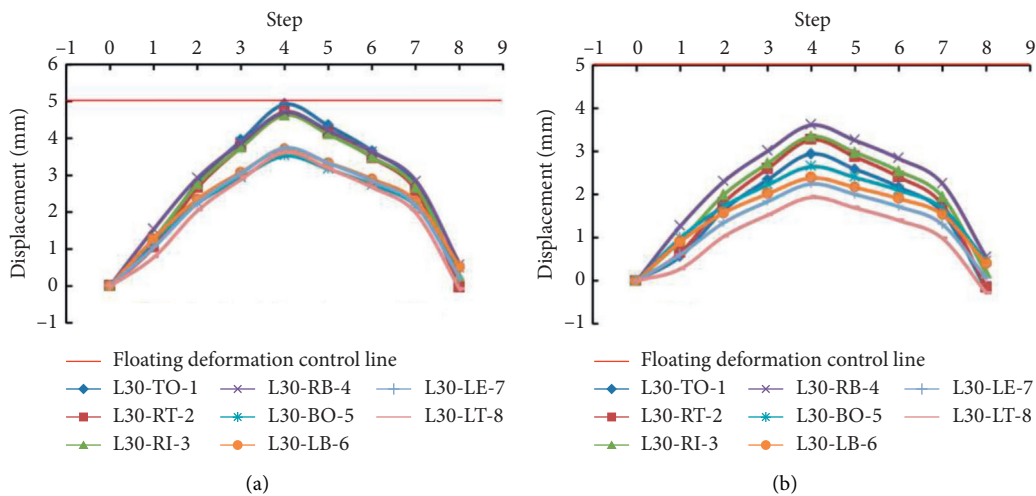 Step
−1 0 1 2 3 4 5 6 7 8 9
6
5
4
3
2
1
0
−1
Displacement (mm)
Floating deformation control line
L30-TO-1 L30-RB-4 L30-LE-7
L30-RT-2 L30-BO-5 L30-LT-8
L30-RI-3 L30-LB-6
(a)
Step
−1 0 1 2 3 4 5 6 7 8 9
5
4
3
2
1
0
−1
Displacement (mm)
Floating deformation control line
L30-TO-1 L30-RB-4 L30-LE-7
L30-RT-2 L30-BO-5 L30-LT-8
L30-RI-3 L30-LB-6
(b)